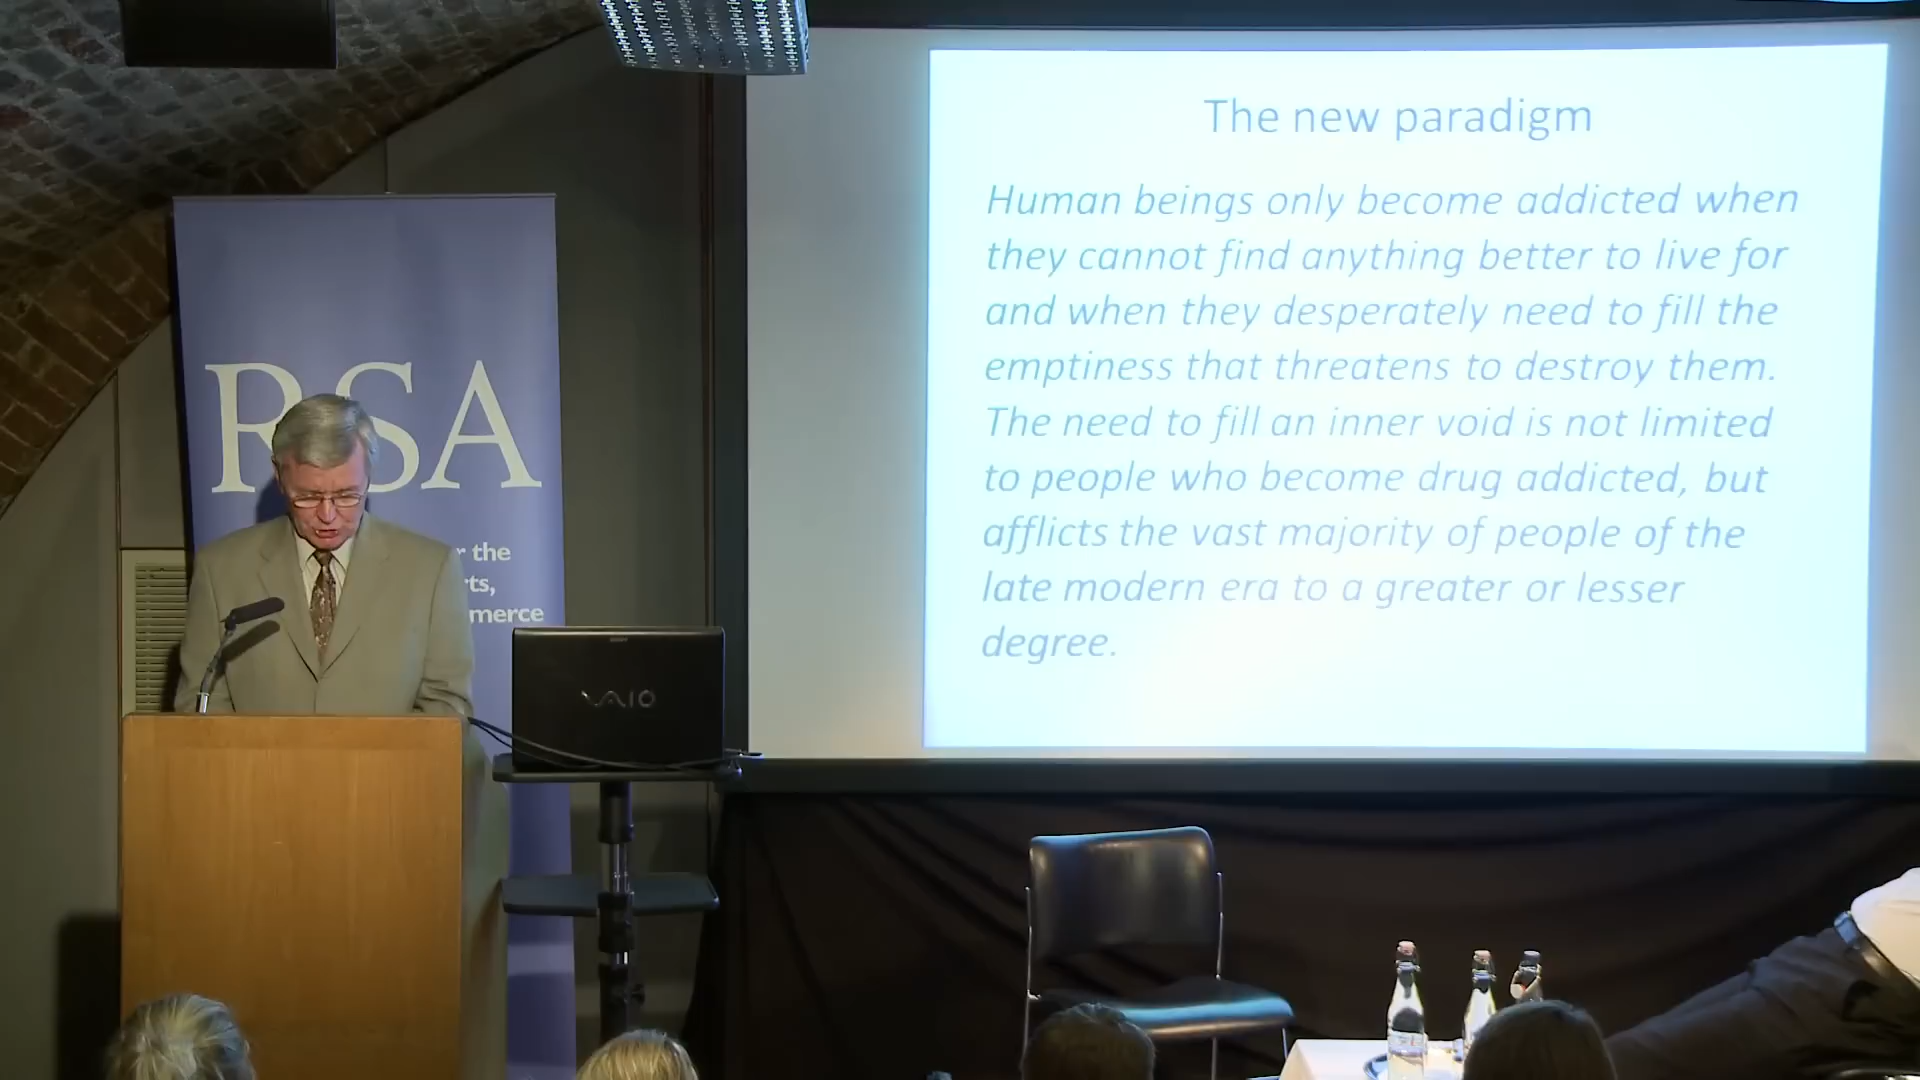 The new paradigm
Human beings only become addicted when
they cannot find anything better to live for
and when they desperately need to fill the
emptiness that threatens to destroy them.
The need to fill an inner void is not limited
to people who become drug addicted, but
afflicts the vast majority of people of the
late modern era to a greater or lesser
degree.
RSA
the
merce
VAIO